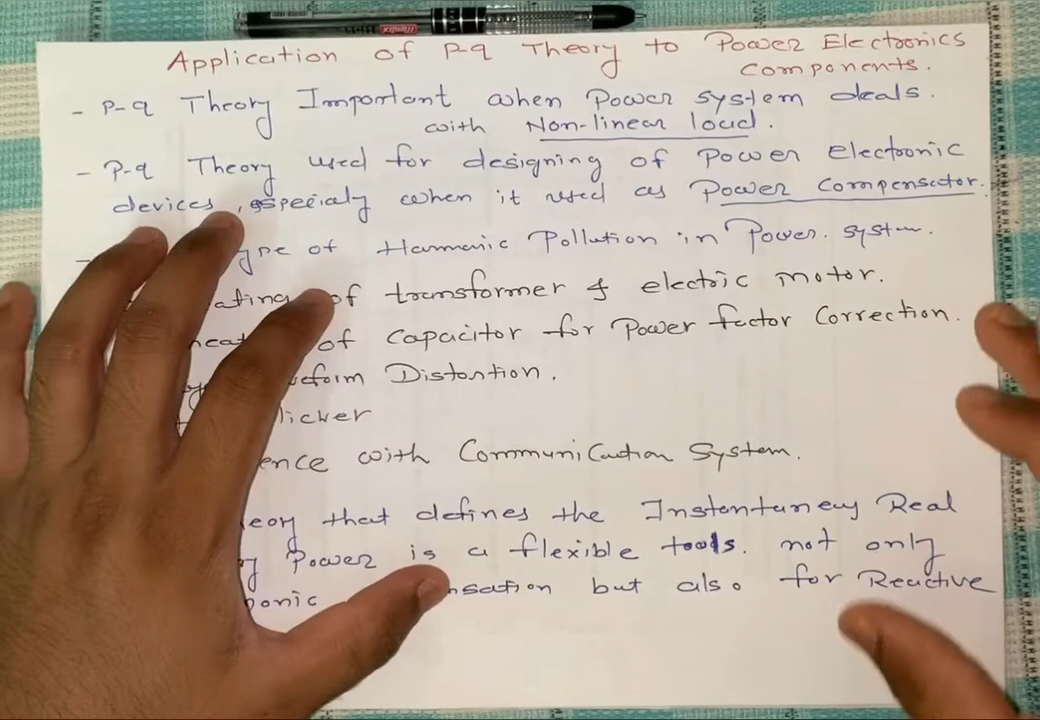 Application of P-q Theory to Power Electronics
Components.
- P-q Theory Important when Power system deals.
with Non-linear load.
- P-q Theory used for designing of Power electronic
devices, especialy when it used as Power Compensator.
of Harmonic Pollution in Power. system.
of transformer & electric motor.
of capacitor for Power factor Correction.
Distortion.
with Communication System.
that defines the Real
Power is a flexible tools. not only
but also for Reactive